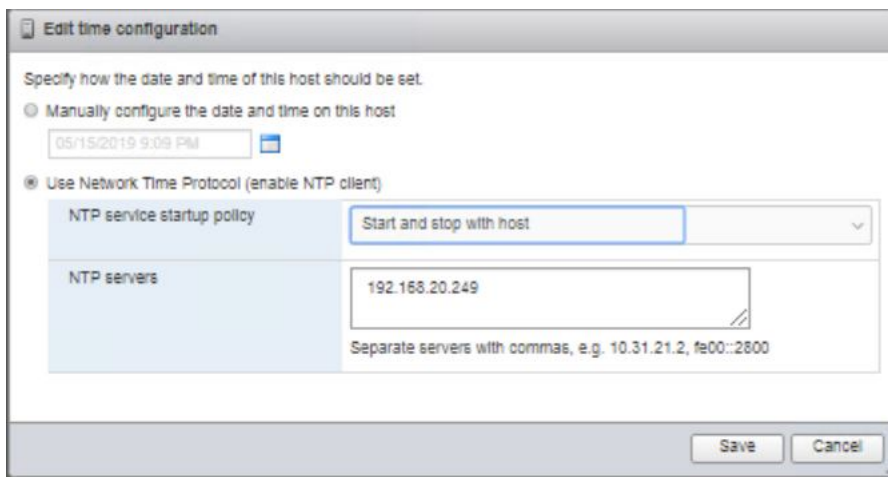 Edit time configuration
Specify how the date and time of this host should be set.
Manually configure the date and time on this host
05/15/2019 9:09 PM
Use Network Time Protocol (enable NTP client)
NTP service startup policy
Start and stop with host
NTP servers
192.168.20.249
Separate servers with commas, e.g. 10.31.21.2, fe00::2800
Save
Cancel